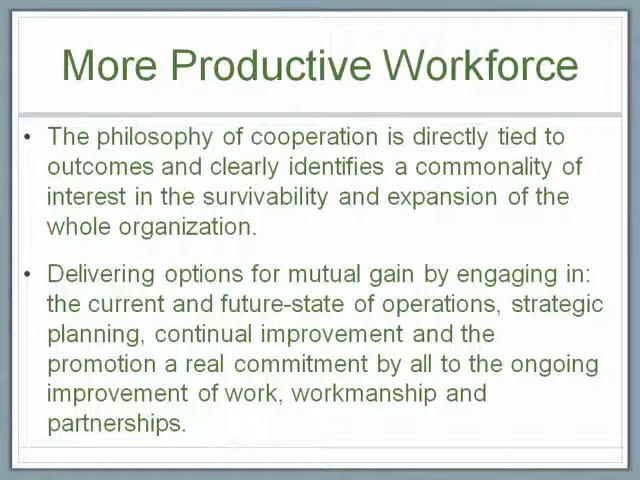 More Productive Workforce
• The philosophy of cooperation is directly tied to
outcomes and clearly identifies a commonality of
interest in the survivability and expansion of the
whole organization.
• Delivering options for mutual gain by engaging in:
the current and future-state of operations, strategic
planning, continual improvement and the
promotion a real commitment by all to the ongoing
improvement of work, workmanship and
partnerships.